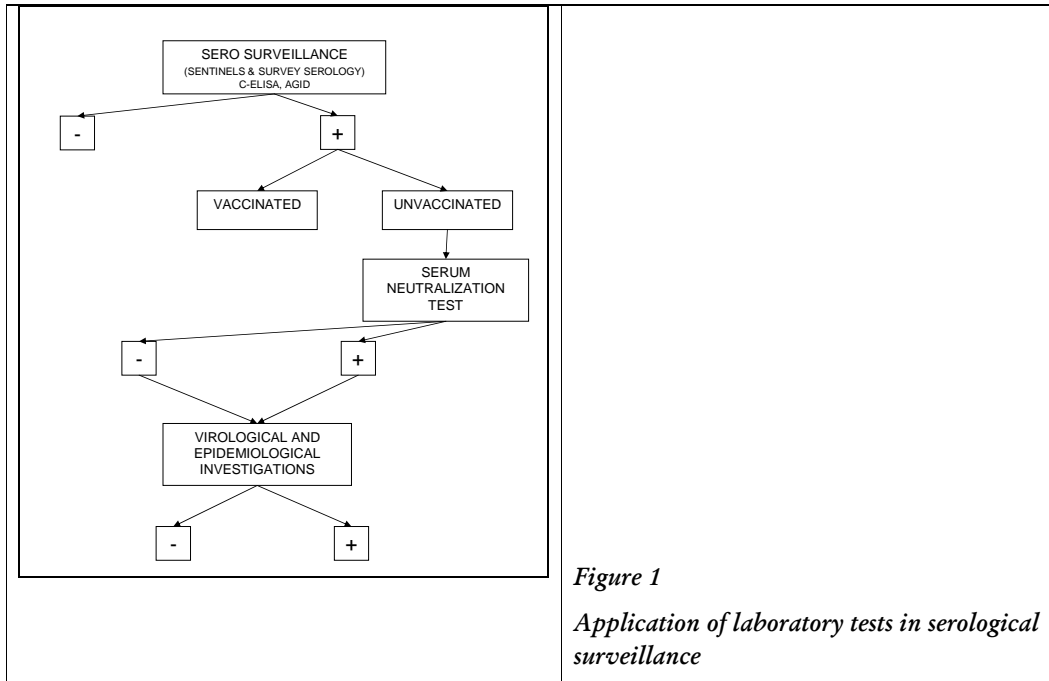 SERO SURVEILLANCE
(SENTINELS & SURVEY SEROLOGY)
C-ELISA, AGID
-
+
VACCINATED
UNVACCINATED
SERUM
NEUTRALIZATION
TEST
-
+
VIROLOGICAL AND
EPIDEMIOLOGICAL
INVESTIGATIONS
-
+
Figure 1
Application of laboratory tests in serological
surveillance